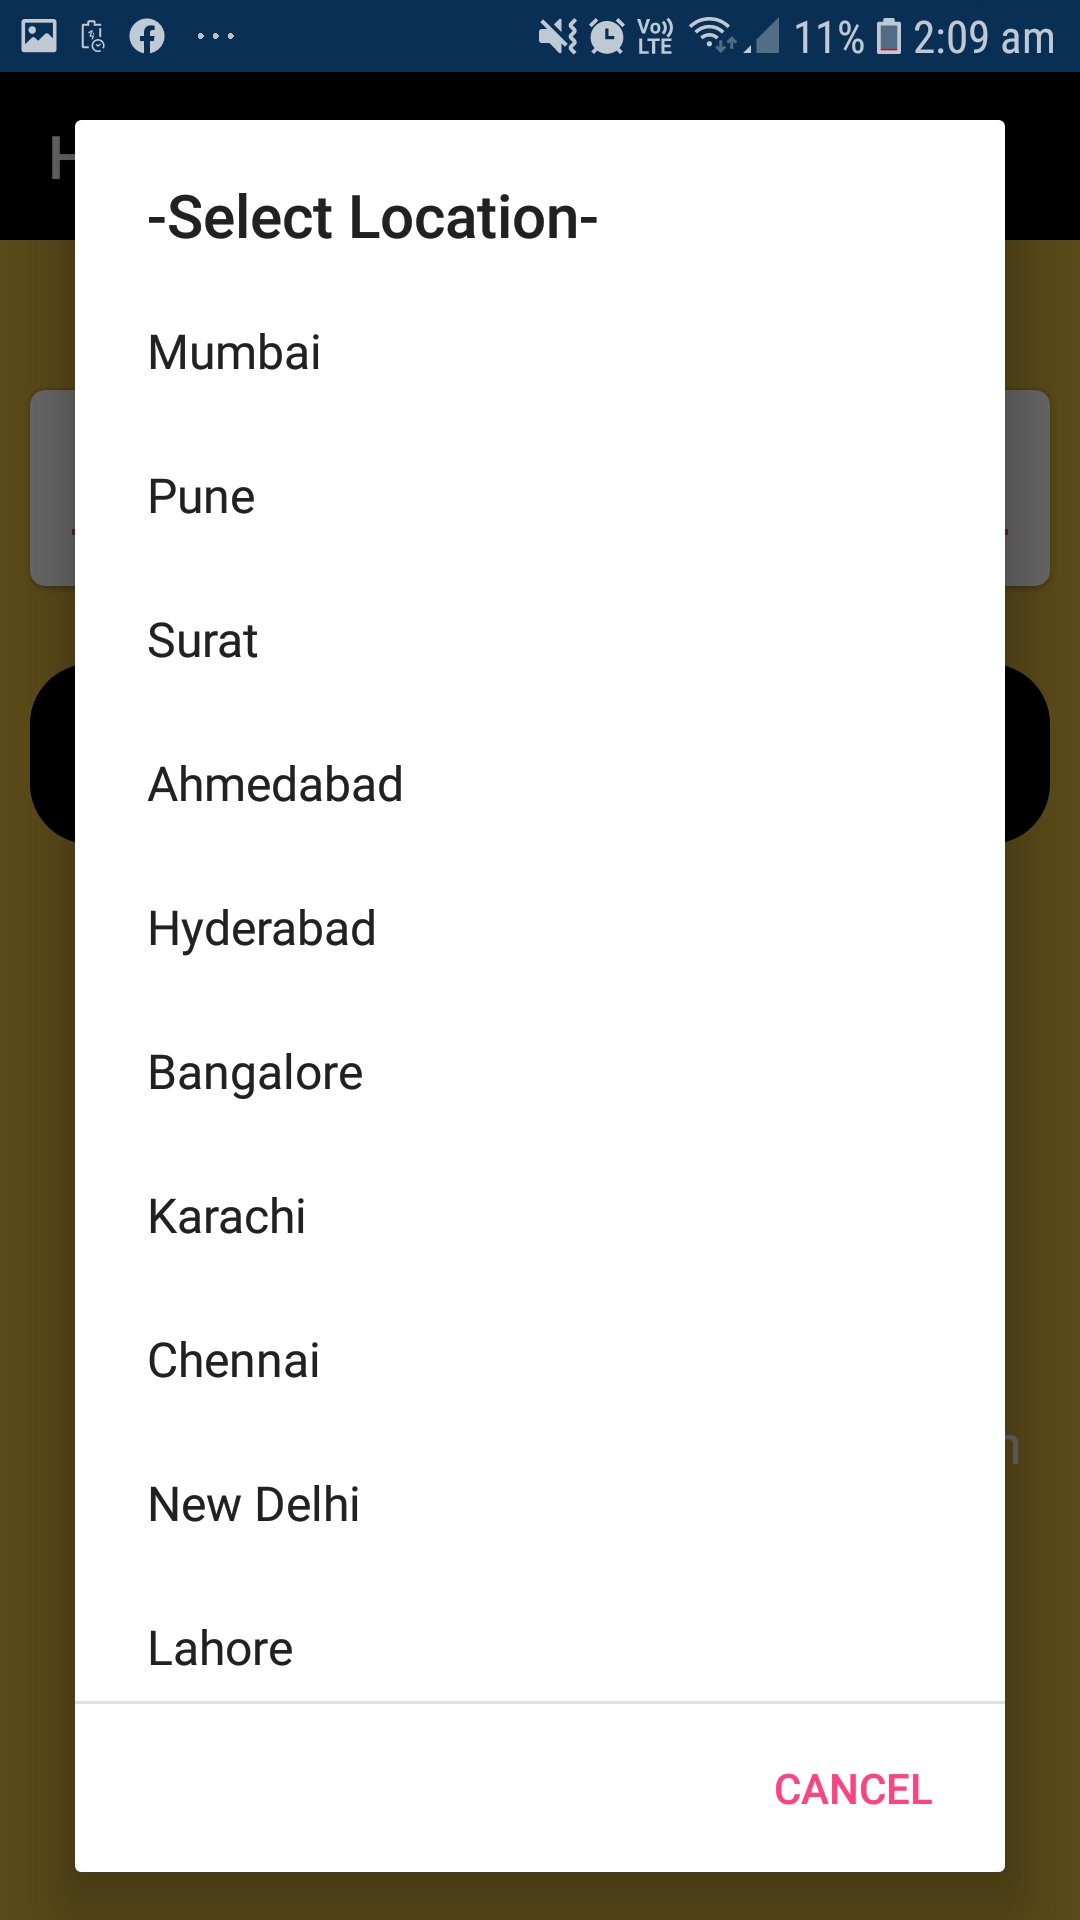 Vo)) LTE 11% 2:09 am
H
-Select Location-
Mumbai
Pune
Surat
Ahmedabad
Hyderabad
Bangalore
Karachi
Chennai
New Delhi
n
Lahore
CANCEL